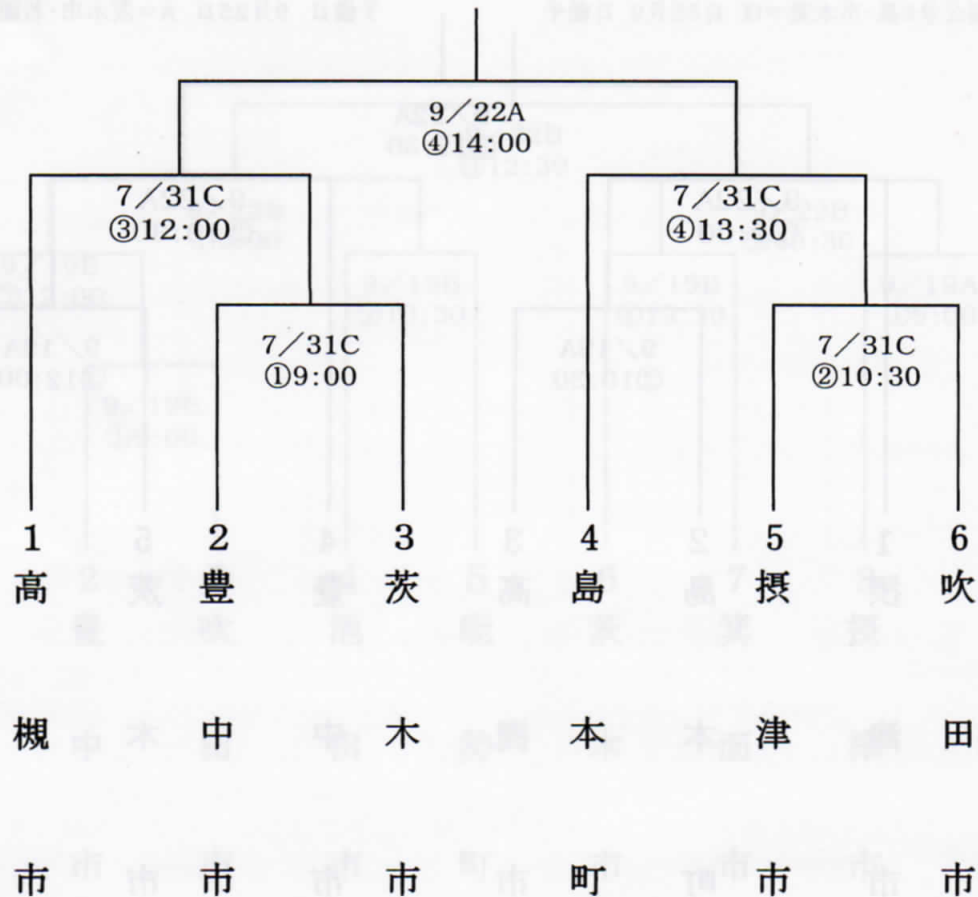 9/22A
④14:00
7/31C
③12:00
7/31C
④13:30
7/31C
①9:00
7/31C
②10:30
1 高槻市
2 豊中市
3 茨木市
4 島本町
5 摂津市
6 吹田市